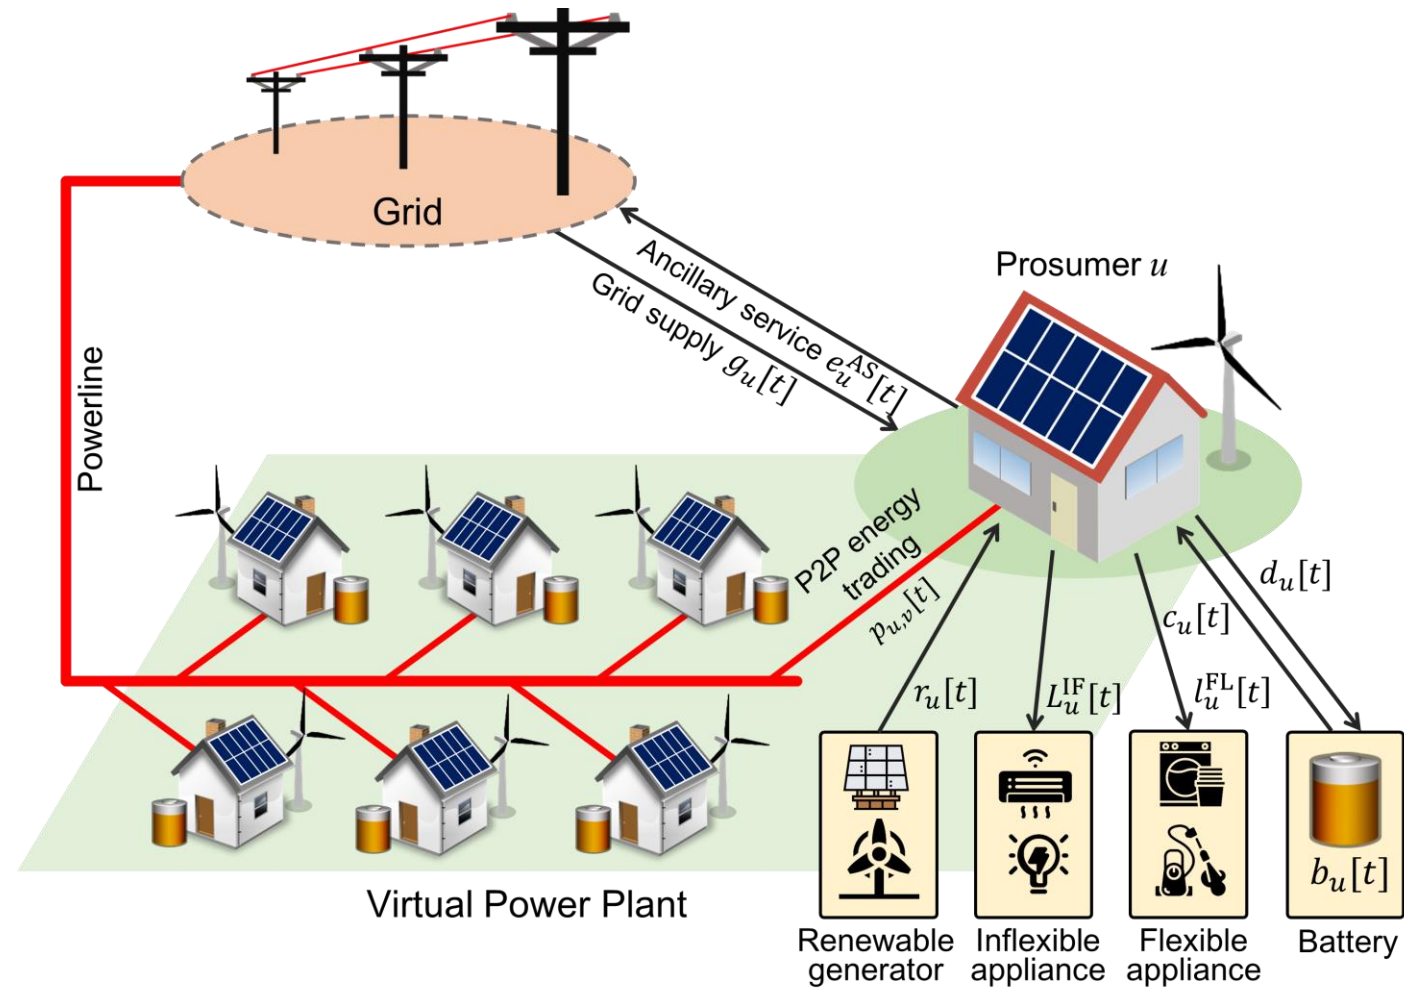 Grid
Ancillary service e_u^AS[t]
Grid supply g_u[t]
Prosumer u
Powerline
P2P energy
trading
p_{u,v}[t]
d_u[t]
c_u[t]
r_u[t]
L_u^IF[t]
l_u^FL[t]
b_u[t]
Virtual Power Plant
Renewable
generator
Inflexible
appliance
Flexible
appliance
Battery